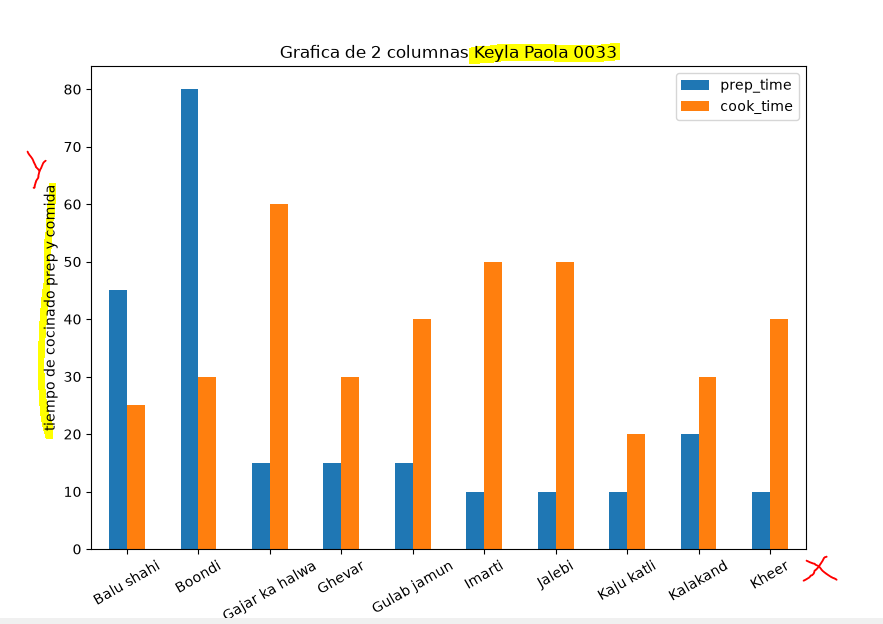 Grafica de 2 columnas Keyla Paola 0033
prep_time
cook_time
Y
tiempo de cocinado prep y comida
80
70
60
50
40
30
20
10
0
Balu shahi
Boondi
Gajar ka halwa
Ghevar
Gulab jamun
Imarti
Jalebi
Kaju katli
Kalakand
Kheer
X